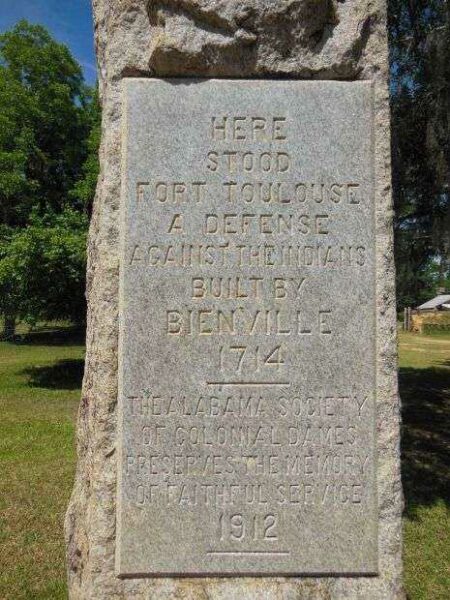 HERE
STOOD
FORT TOULOUSE
A DEFENSE
AGAINST THE INDIANS
BUILT BY
BIENVILLE
1714
THE ALABAMA SOCIETY
OF COLONIAL DAMES
PRESERVES THE MEMORY
OF FAITHFUL SERVICE
1912